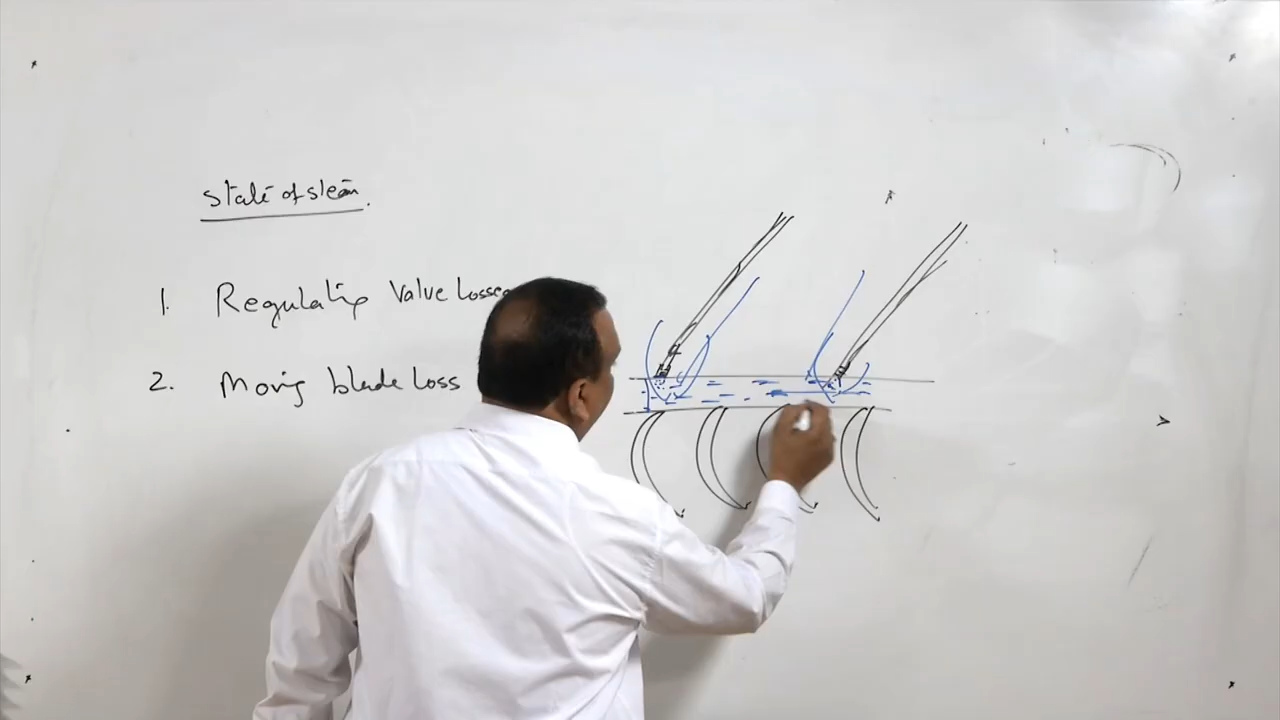 State of steam.
1. Regulating Valve Losses
2. Moving blade Loss